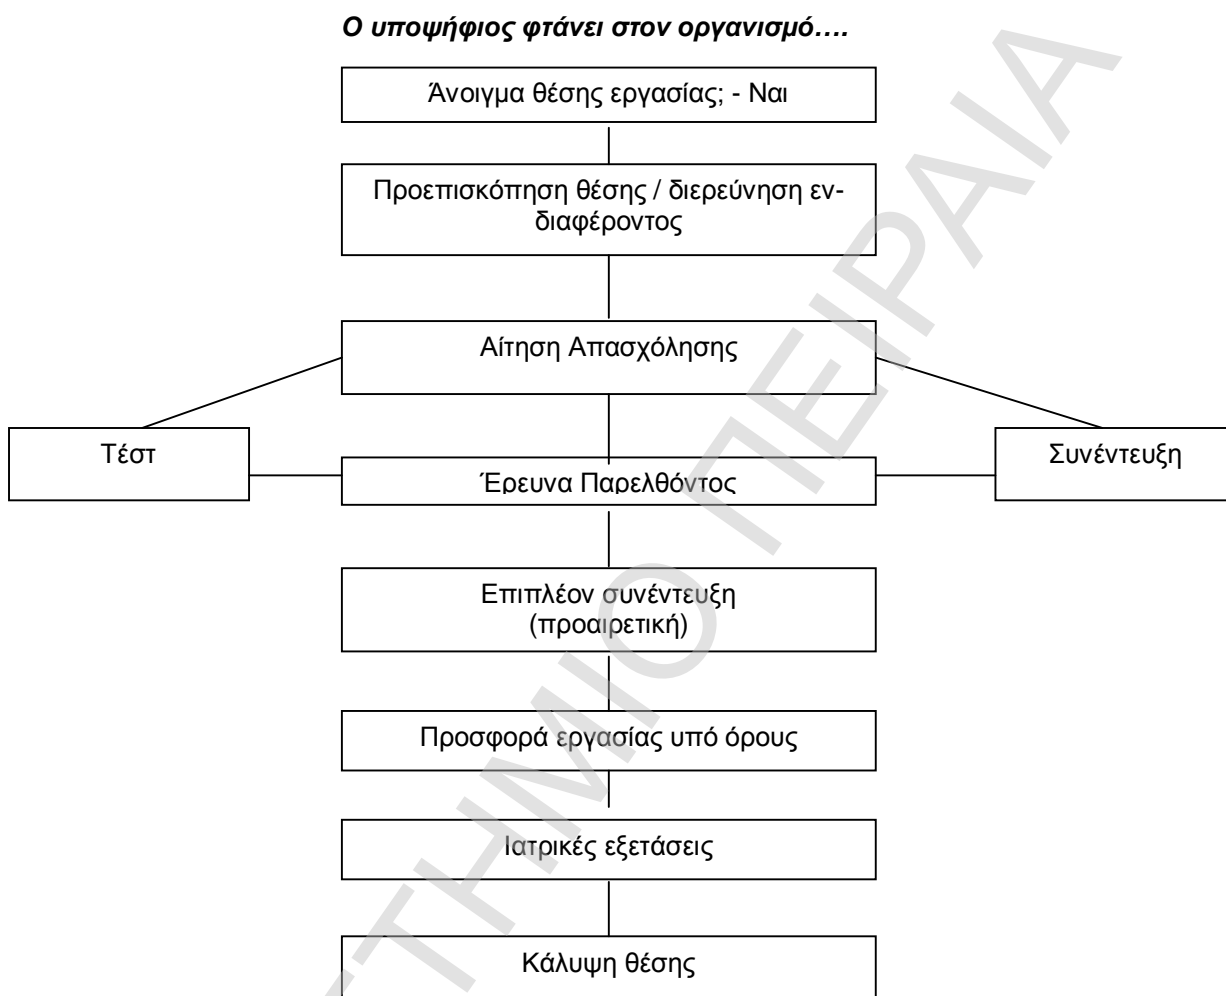 Ο υποψήφιος φτάνει στον οργανισμό….
Άνοιγμα θέσης εργασίας; - Ναι
Προεπισκόπηση θέσης / διερεύνηση εν-
διαφέροντος
Αίτηση Απασχόλησης
Τέστ
Συνέντευξη
Έρευνα Παρελθόντος
Επιπλέον συνέντευξη
(προαιρετική)
Προσφορά εργασίας υπό όρους
Ιατρικές εξετάσεις
Κάλυψη θέσης
ΤΗΜΙΟ ΠΕΙΡΑΙΑ